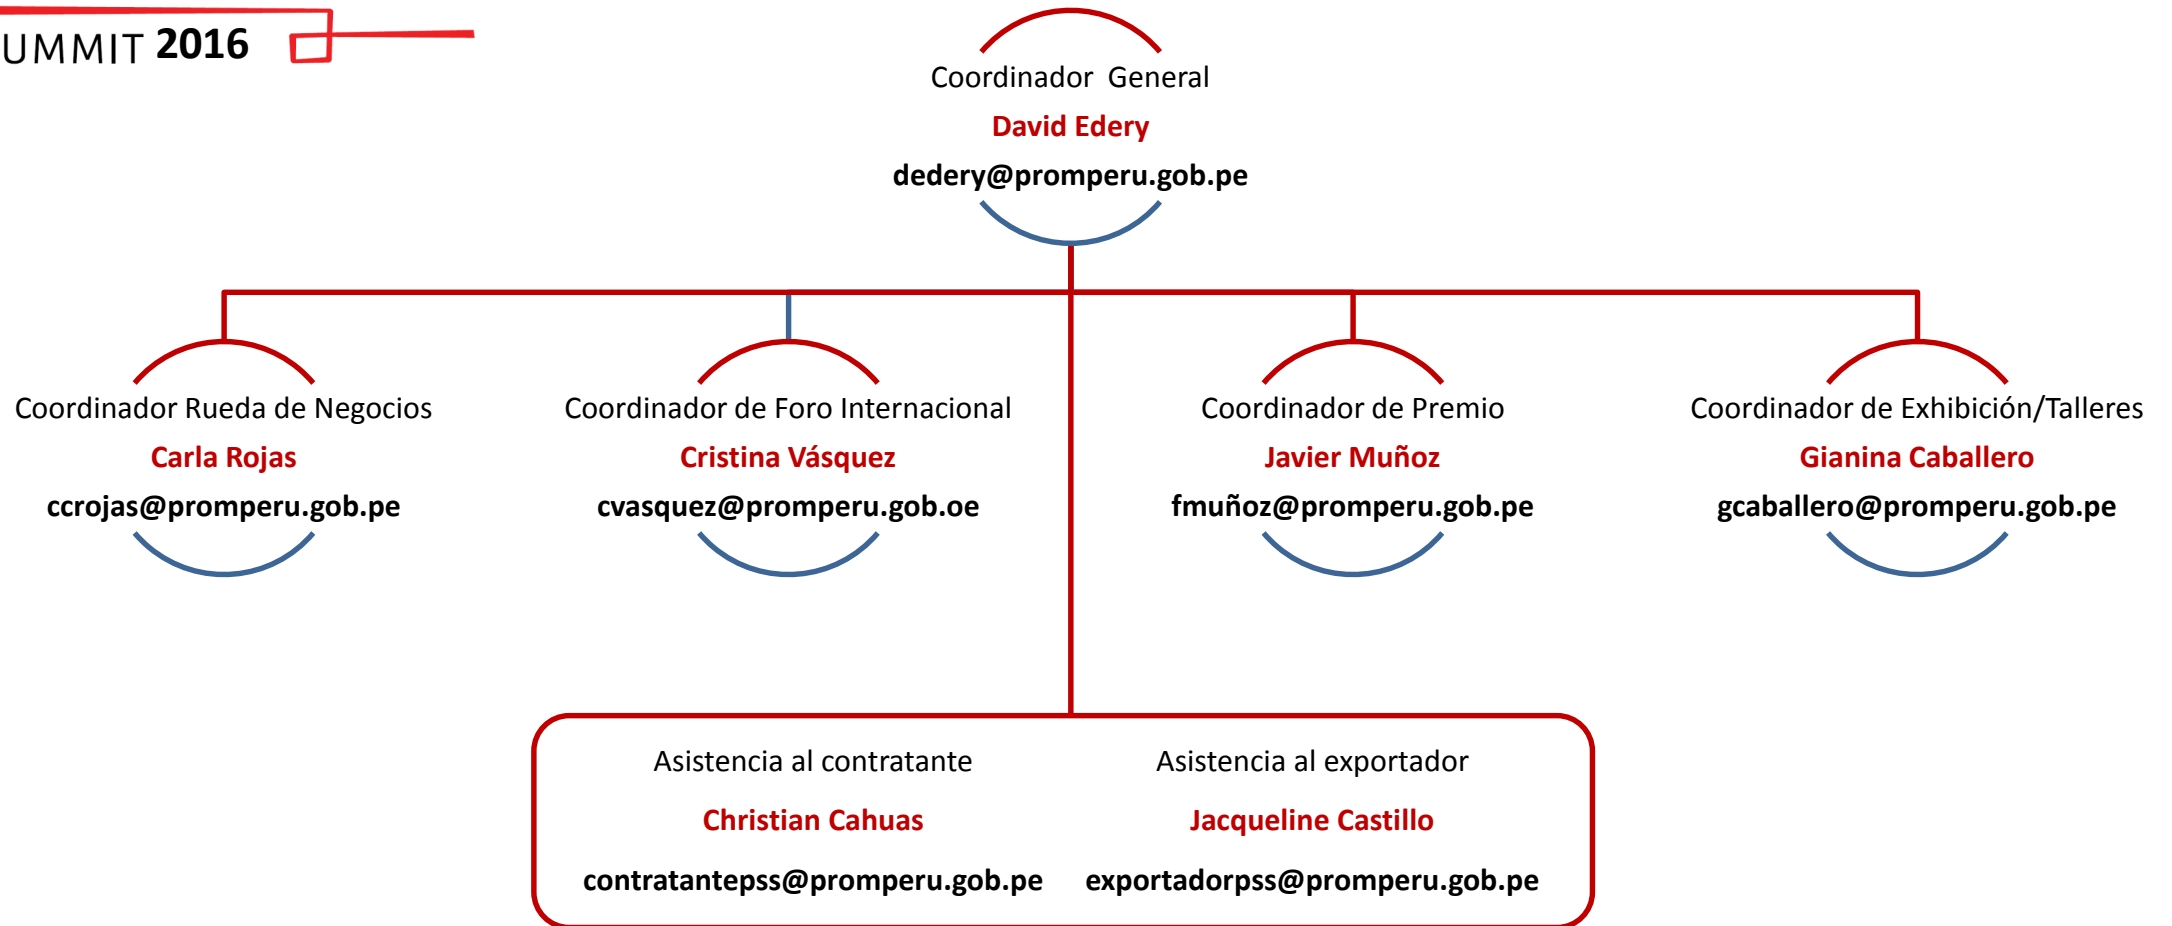 UMMIT 2016
Coordinador General
David Edery
dedery@promperu.gob.pe
Coordinador Rueda de Negocios
Carla Rojas
ccrojas@promperu.gob.pe
Coordinador de Foro Internacional
Cristina Vásquez
cvasquez@promperu.gob.oe
Coordinador de Premio
Javier Muñoz
fmuñoz@promperu.gob.pe
Coordinador de Exhibición/Talleres
Gianina Caballero
gcaballero@promperu.gob.pe
Asistencia al contratante
Christian Cahuas
contratantepss@promperu.gob.pe
Asistencia al exportador
Jacqueline Castillo
exportadorpss@promperu.gob.pe